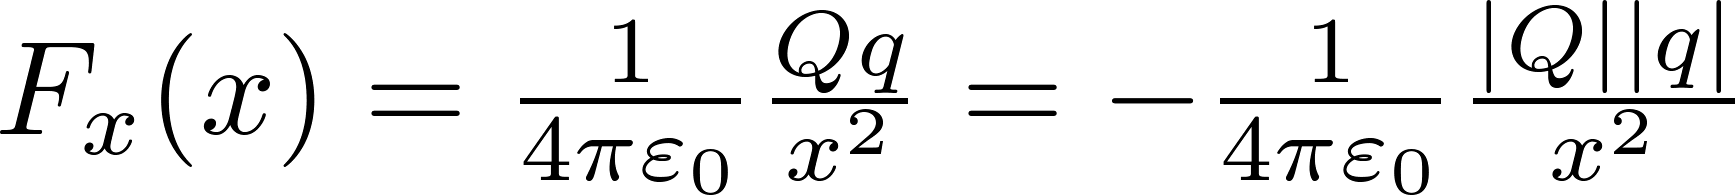 F_x(x) = \frac{1}{4\pi\varepsilon_0} \frac{Qq}{x^2} = -\frac{1}{4\pi\varepsilon_0} \frac{|Q||q|}{x^2}